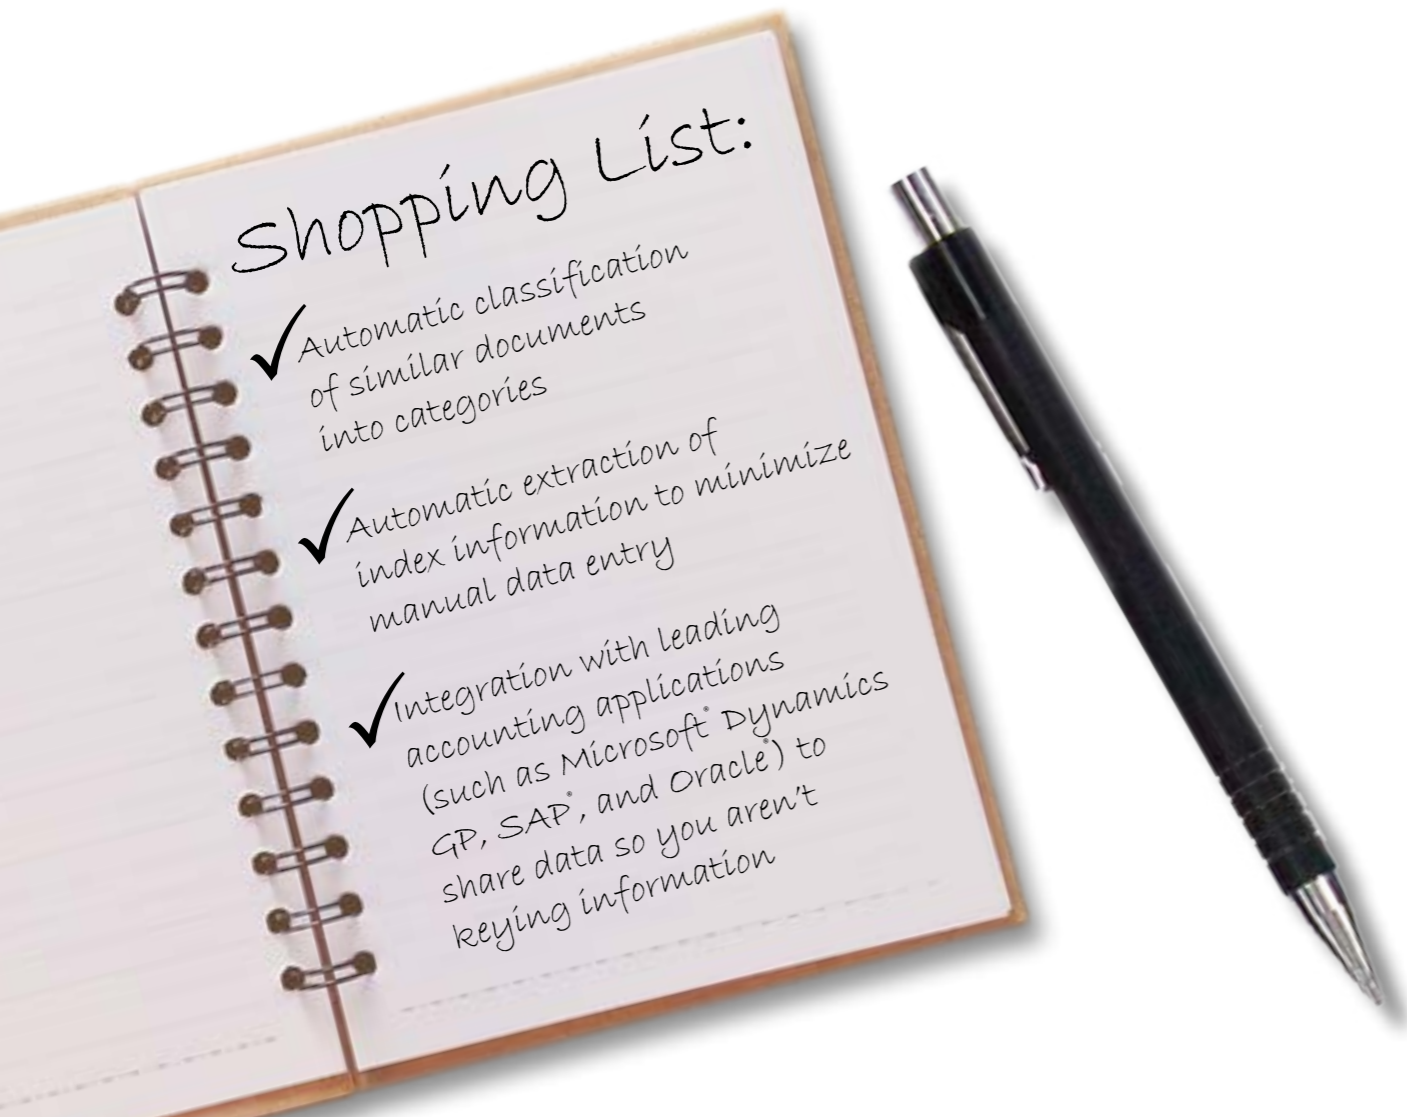 Shopping List:
✓Automatic classification
of similar documents
into categories
✓Automatic extraction of
index information to minimize
manual data entry
✓Integration with leading
accounting applications
(such as Microsoft® Dynamics
GP, SAP®, and Oracle®) to
share data so you aren't
keying information